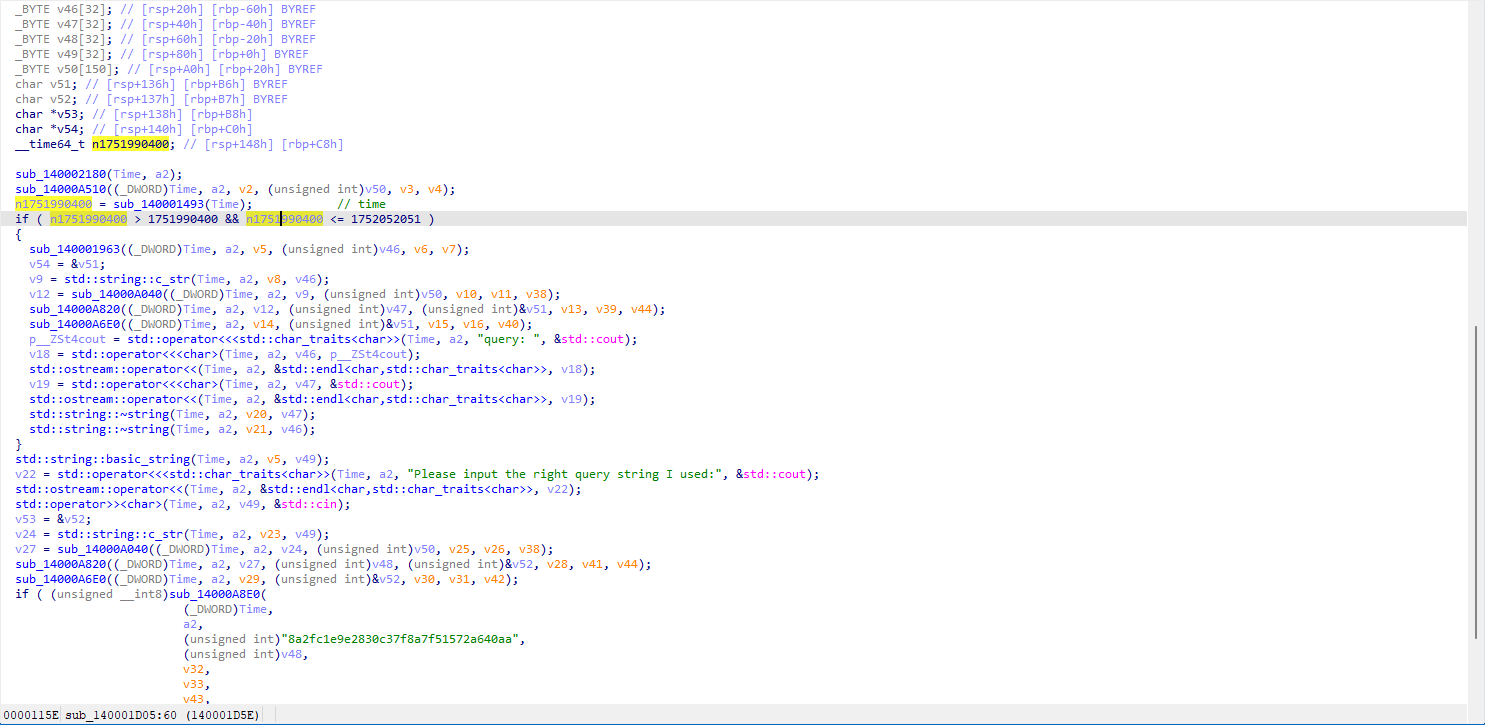 _BYTE v46[32]; // [rsp+20h] [rbp-60h] BYREF
_BYTE v47[32]; // [rsp+40h] [rbp-40h] BYREF
_BYTE v48[32]; // [rsp+60h] [rbp-20h] BYREF
_BYTE v49[32]; // [rsp+80h] [rbp+0h] BYREF
_BYTE v50[150]; // [rsp+A0h] [rbp+20h] BYREF
char v51; // [rsp+136h] [rbp+B6h] BYREF
char v52; // [rsp+137h] [rbp+B7h] BYREF
char *v53; // [rsp+138h] [rbp+B8h]
char *v54; // [rsp+140h] [rbp+C0h]
__time64_t n1751990400; // [rsp+148h] [rbp+C8h]
sub_140002180(Time, a2);
sub_14000A510((_DWORD)Time, a2, v2, (unsigned int)v50, v3, v4);
n1751990400 = sub_140001493(Time); // time
if ( n1751990400 > 1751990400 && n1751990400 <= 1752052051 )
{
sub_140001963((_DWORD)Time, a2, v5, (unsigned int)v46, v6, v7);
v54 = &v51;
v9 = std::string::c_str(Time, a2, v8, v46);
v12 = sub_14000A040((_DWORD)Time, a2, v9, (unsigned int)v50, v10, v11, v38);
sub_14000A820((_DWORD)Time, a2, v12, (unsigned int)v47, (unsigned int)&v51, v13, v39, v44);
sub_14000A6E0((_DWORD)Time, a2, v14, (unsigned int)&v51, v15, v16, v40);
p__ZSt4cout = std::operator<<<std::char_traits<char>>(Time, a2, "query: ", &std::cout);
v18 = std::operator<<<char>(Time, a2, v46, p__ZSt4cout);
std::ostream::operator<<(Time, a2, &std::endl<char,std::char_traits<char>>, v18);
v19 = std::operator<<<char>(Time, a2, v47, &std::cout);
std::ostream::operator<<(Time, a2, &std::endl<char,std::char_traits<char>>, v19);
std::string::~string(Time, a2, v20, v47);
std::string::~string(Time, a2, v21, v46);
}
std::string::basic_string(Time, a2, v5, v49);
v22 = std::operator<<<std::char_traits<char>>(Time, a2, "Please input the right query string I used:", &std::cout);
std::ostream::operator<<(Time, a2, &std::endl<char,std::char_traits<char>>, v22);
std::operator>><char>(Time, a2, v49, &std::cin);
v53 = &v52;
v24 = std::string::c_str(Time, a2, v23, v49);
v27 = sub_14000A040((_DWORD)Time, a2, v24, (unsigned int)v50, v25, v26, v38);
sub_14000A820((_DWORD)Time, a2, v27, (unsigned int)v48, (unsigned int)&v52, v28, v41, v44);
sub_14000A6E0((_DWORD)Time, a2, v29, (unsigned int)&v52, v30, v31, v42);
if ( (unsigned __int8)sub_14000A8E0(
(_DWORD)Time,
a2,
(unsigned int)"8a2fc1e9e2830c37f8a7f51572a640aa",
(unsigned int)v48,
v32,
v33,
v43,
0000115E sub_140001D05:60 (140001D5E)